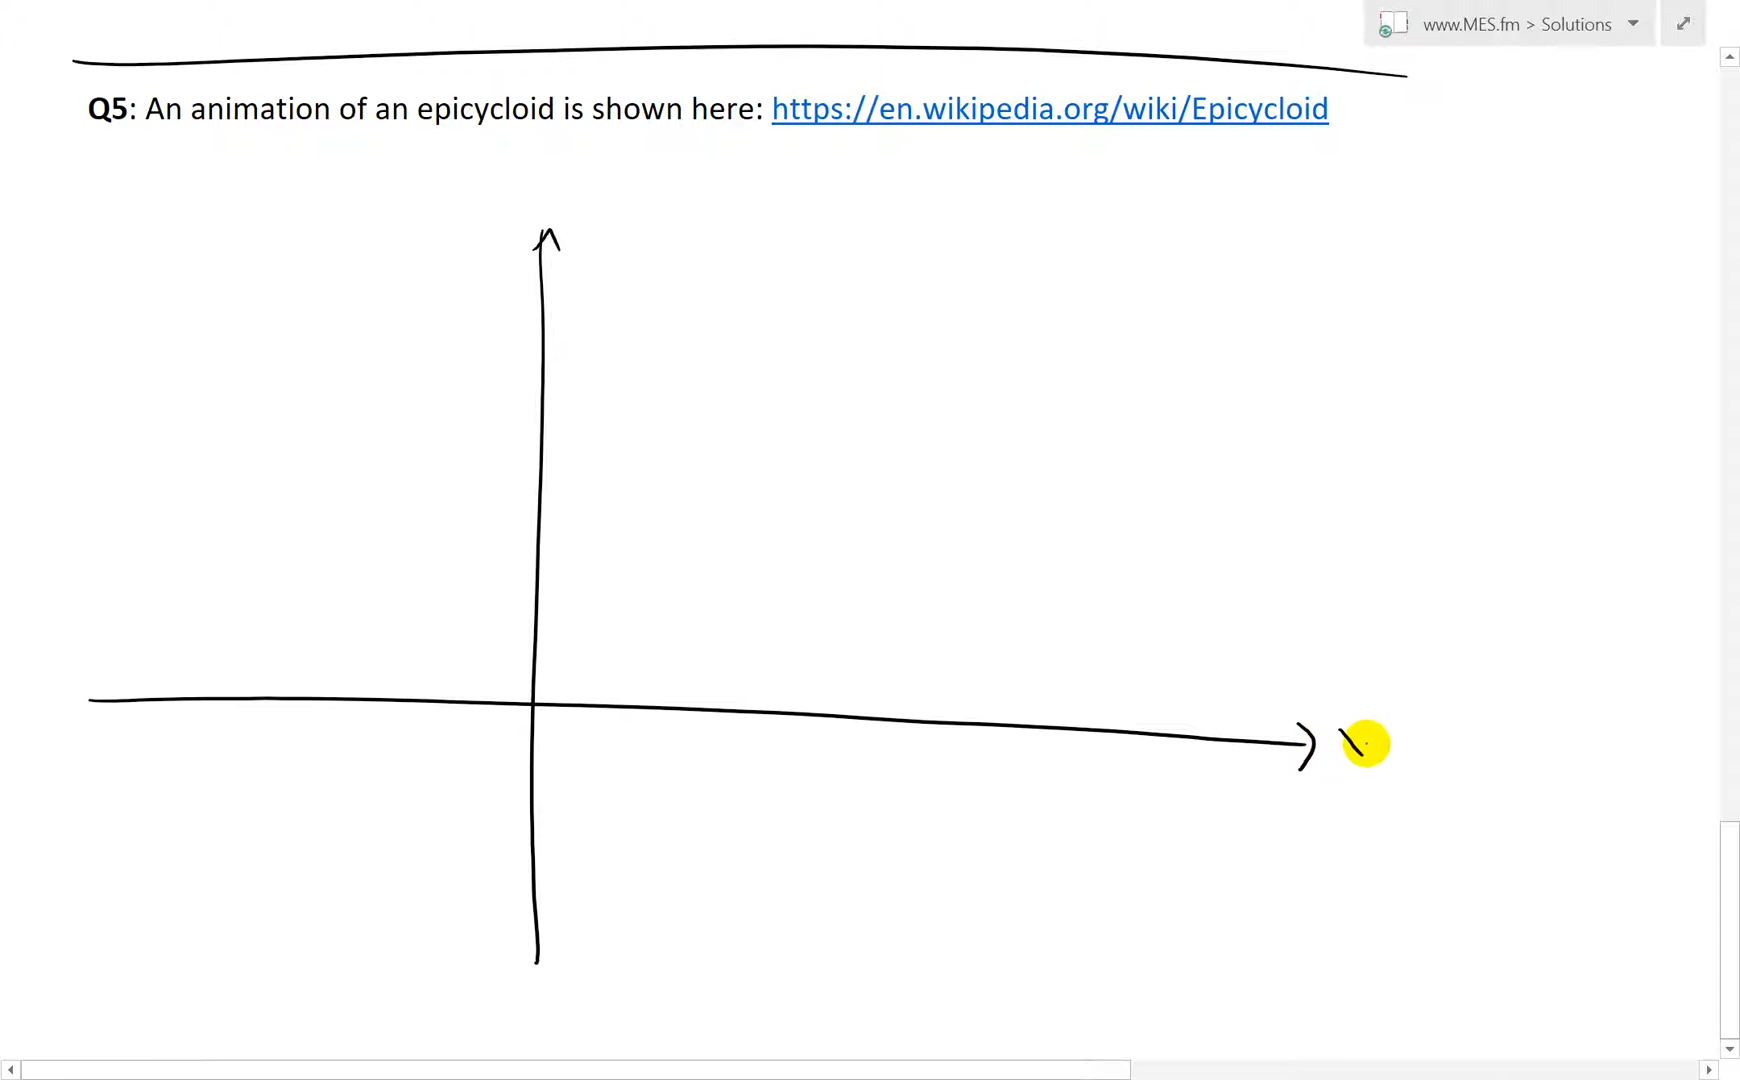 www.MES.fm > Solutions
Q5: An animation of an epicycloid is shown here: https://en.wikipedia.org/wiki/Epicycloid